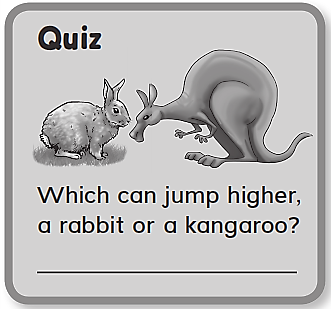 Quiz
Which can jump higher,
a rabbit or a kangaroo?